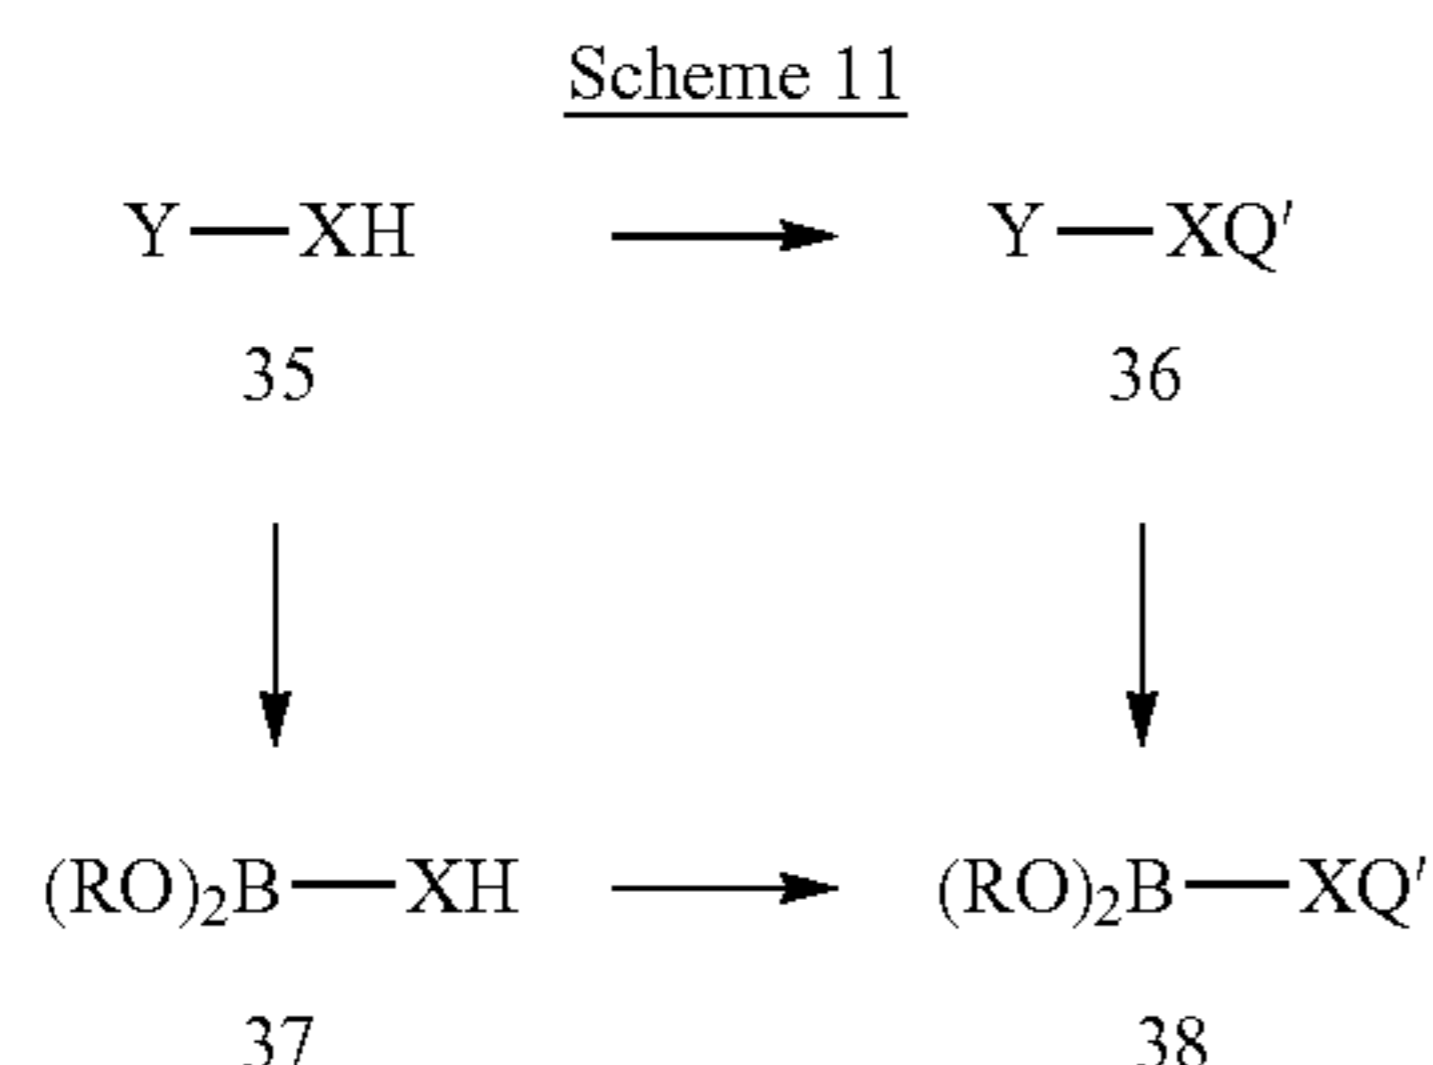 Scheme 11
Y—XH
Y—XQ′
35
36
(RO)₂B—XH
(RO)₂B—XQ′
37
38